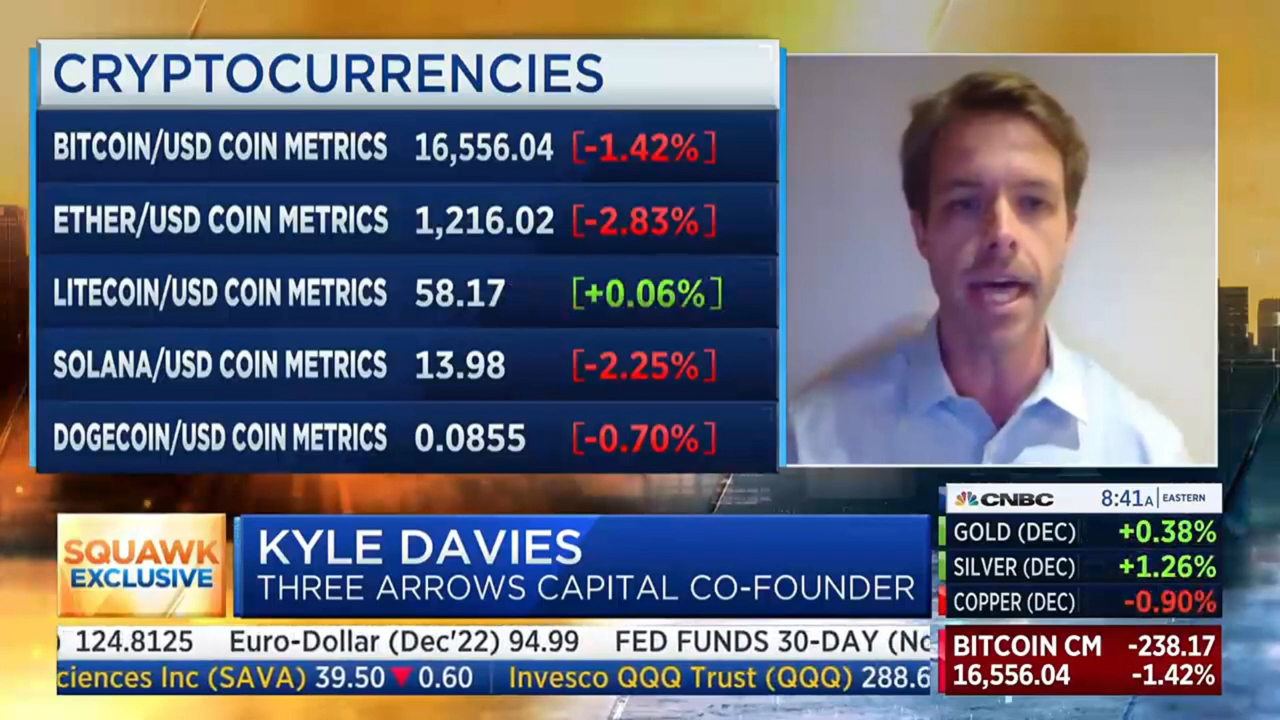 CRYPTOCURRENCIES
BITCOIN/USD COIN METRICS 16,556.04 [-1.42%]
ETHER/USD COIN METRICS 1,216.02 [-2.83%]
LITECOIN/USD COIN METRICS 58.17 [+0.06%]
SOLANA/USD COIN METRICS 13.98 [-2.25%]
DOGECOIN/USD COIN METRICS 0.0855 [-0.70%]
SQUAWK
EXCLUSIVE
KYLE DAVIES
THREE ARROWS CAPITAL CO-FOUNDER
CNBC 8:41A EASTERN
GOLD (DEC) +0.38%
SILVER (DEC) +1.26%
COPPER (DEC) -0.90%
BITCOIN CM -238.17
16,556.04 -1.42%
) 124.8125 Euro-Dollar (Dec'22) 94.99 FED FUNDS 30-DAY (No
ciences Inc (SAVA) 39.50 ▼ 0.60 Invesco QQQ Trust (QQQ) 288.6